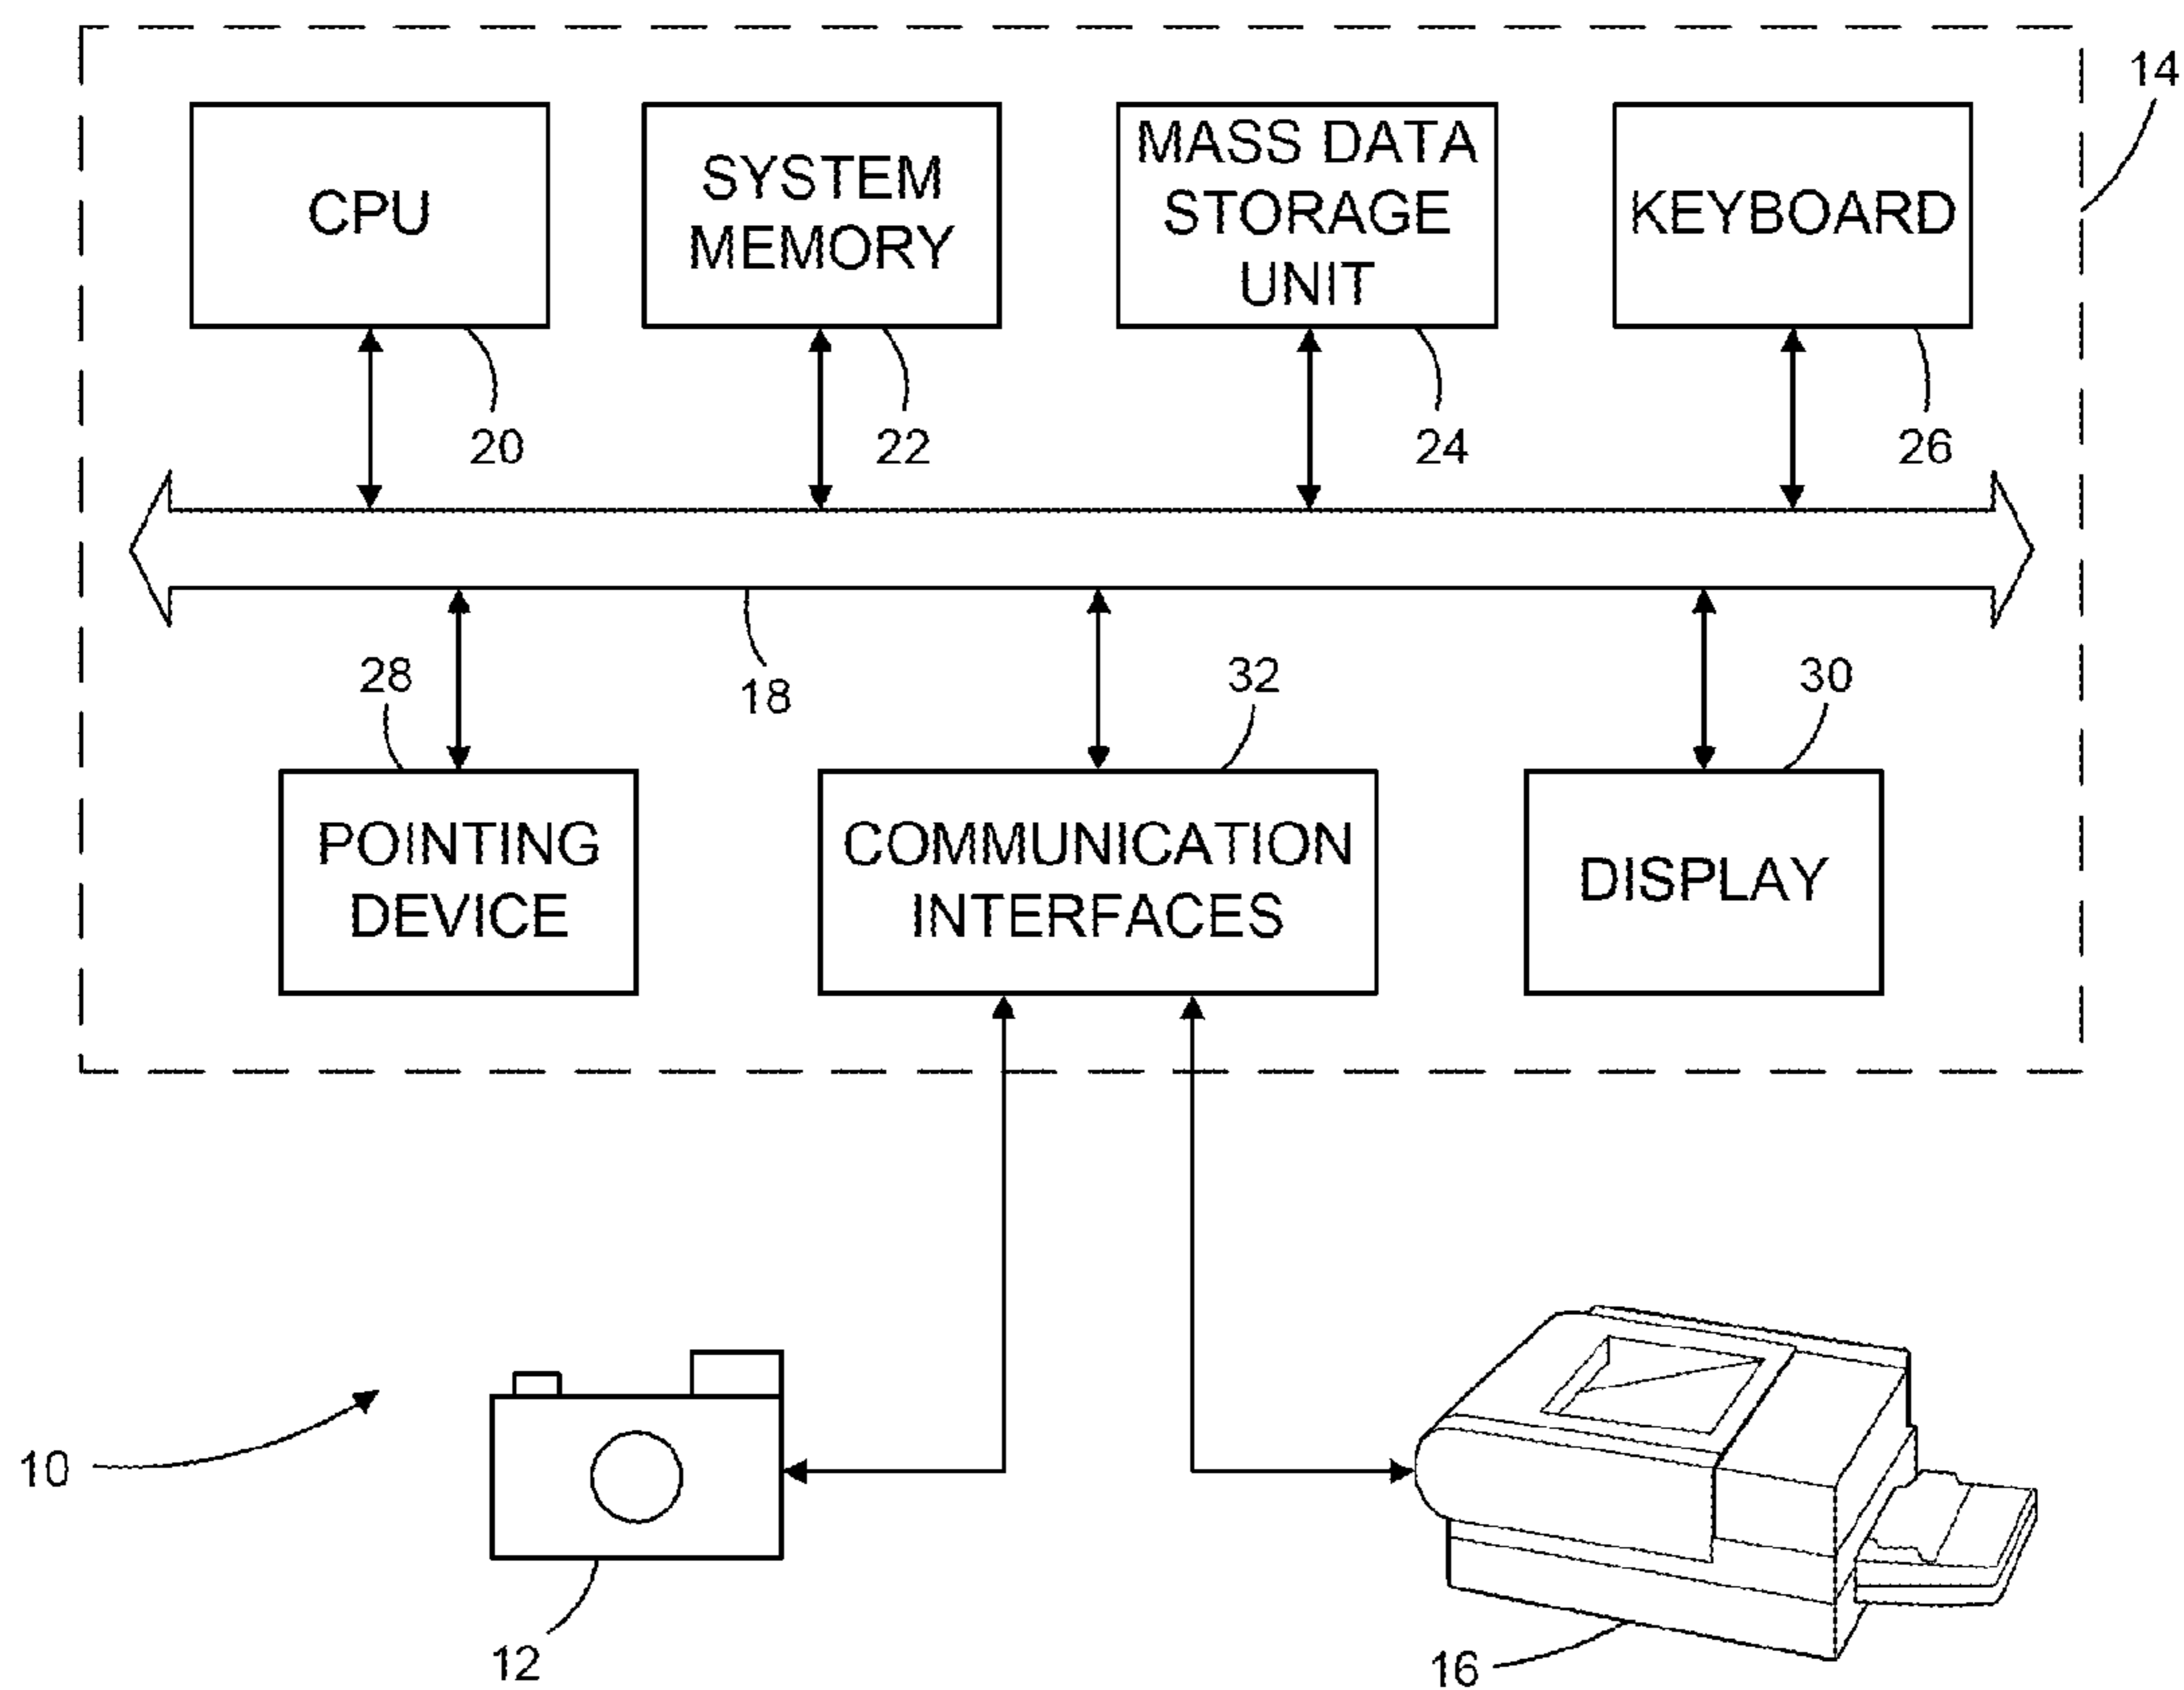 14
CPU
SYSTEM
MEMORY
MASS DATA
STORAGE
UNIT
KEYBOARD
20
22
24
26
28
18
32
30
POINTING
DEVICE
COMMUNICATION
INTERFACES
DISPLAY
10
12
16